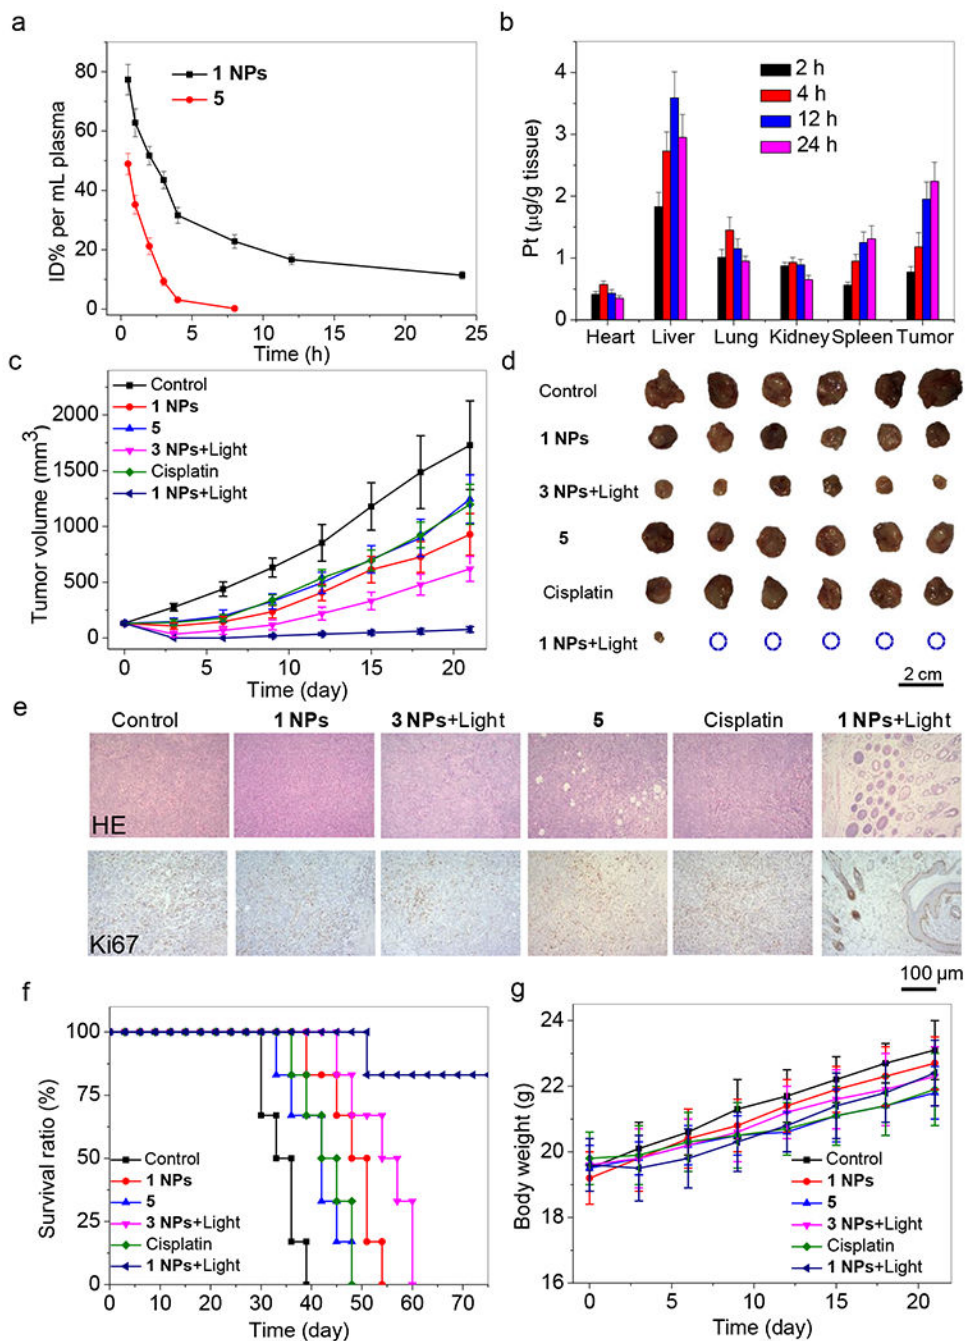 a
1 NPs
5
ID% per mL plasma
80
60
40
20
0
0 5 10 15 20 25
Time (h)
b
2 h
4 h
12 h
24 h
Pt (μg/g tissue)
4
3
2
1
0
Heart Liver Lung Kidney Spleen Tumor
c
Control
1 NPs
5
3 NPs+Light
Cisplatin
1 NPs+Light
Tumor volume (mm³)
2000
1500
1000
500
0
0 5 10 15 20
Time (day)
d
Control
1 NPs
3 NPs+Light
5
Cisplatin
1 NPs+Light
2 cm
e
Control 1 NPs 3 NPs+Light 5 Cisplatin 1 NPs+Light
HE
Ki67
100 μm
f
Survival ratio (%)
100
75
50
25
0
Control
1 NPs
5
3 NPs+Light
Cisplatin
1 NPs+Light
0 10 20 30 40 50 60 70
Time (day)
g
Body weight (g)
24
22
20
18
16
Control
1 NPs
5
3 NPs+Light
Cisplatin
1 NPs+Light
0 5 10 15 20
Time (day)